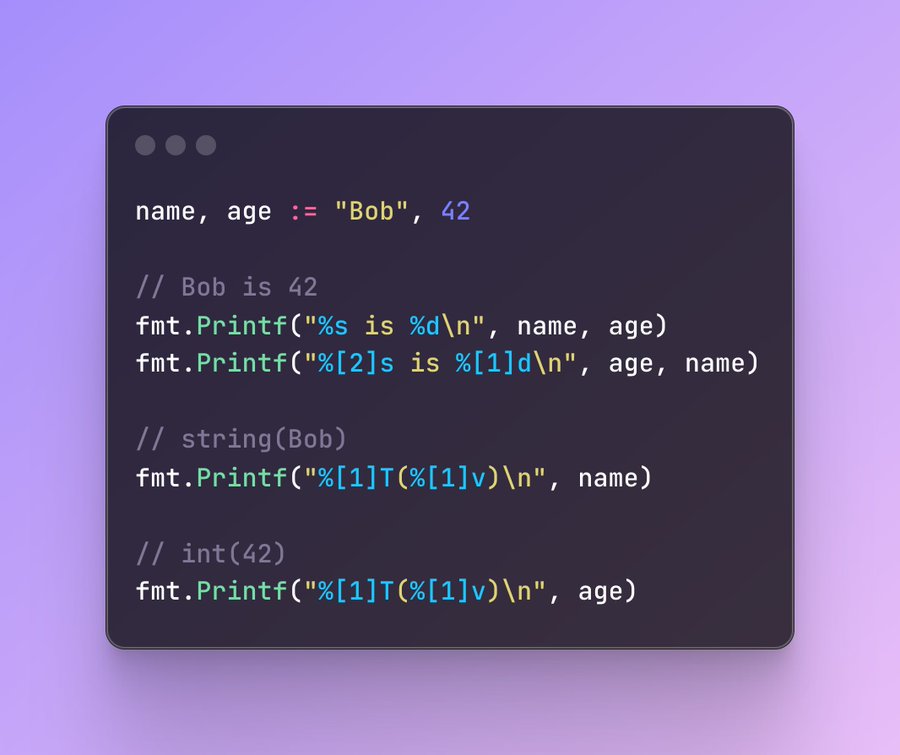 name, age := "Bob", 42
// Bob is 42
fmt.Printf("%s is %d\n", name, age)
fmt.Printf("%[2]s is %[1]d\n", age, name)
// string(Bob)
fmt.Printf("%[1]T(%[1]v)\n", name)
// int(42)
fmt.Printf("%[1]T(%[1]v)\n", age)